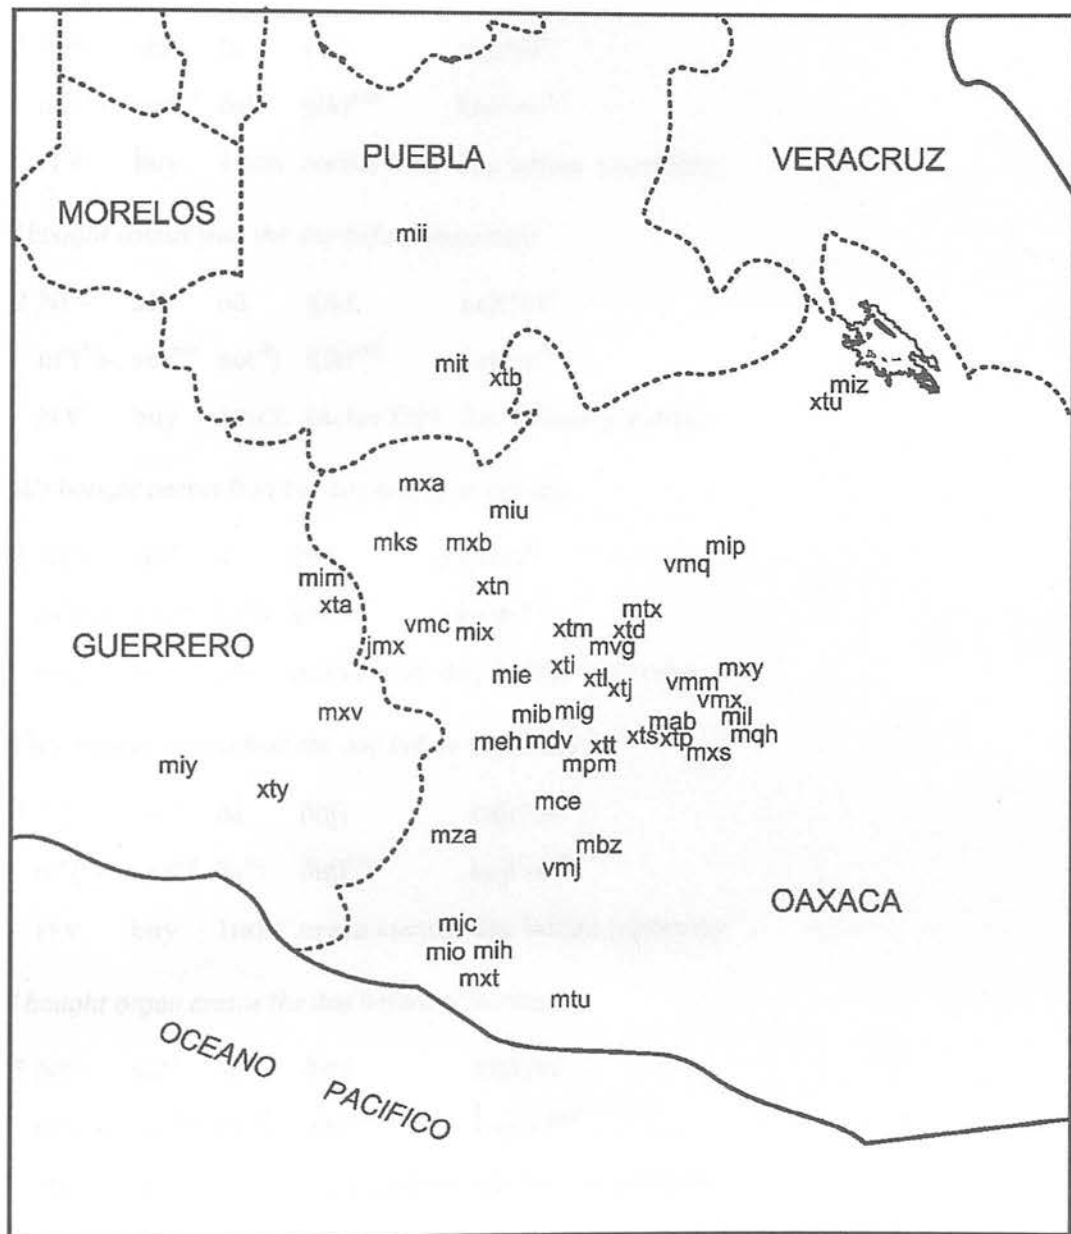 PUEBLA
VERACRUZ
MORELOS
mii
mit
xtb
miz
xtu
mxa
miu
mks
mxb
mip
vmq
mim
xtn
xta
mtx
vmc
mix
xtm
xtd
GUERRERO
jmx
mvg
mie
xti
mxy
xtl
xtj
vmm
vmx
mxv
mib
mig
mab
mil
meh
mdv
xtt
xts
xtp
mqh
mxs
miy
mpm
xty
mce
mza
mbz
vmj
OAXACA
mjc
mio
mih
mxt
mtu
OCEANO PACIFICO